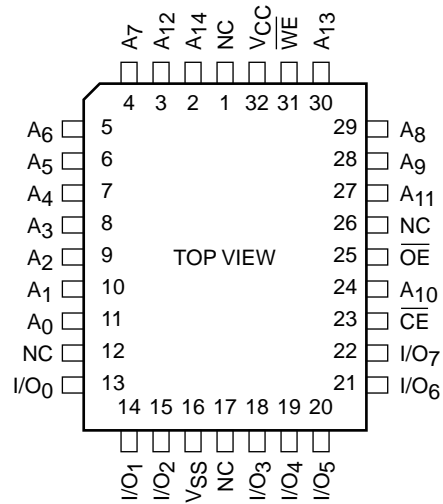 A7 A12 A14 NC VCC W̅E̅ A13
4 3 2 1 32 31 30
A6 5 29 A8
A5 6 28 A9
A4 7 27 A11
A3 8 26 NC
A2 9 TOP VIEW 25 O̅E̅
A1 10 24 A10
A0 11 23 C̅E̅
NC 12 22 I/O7
I/O0 13 21 I/O6
14 15 16 17 18 19 20
I/O1 I/O2 VSS NC I/O3 I/O4 I/O5